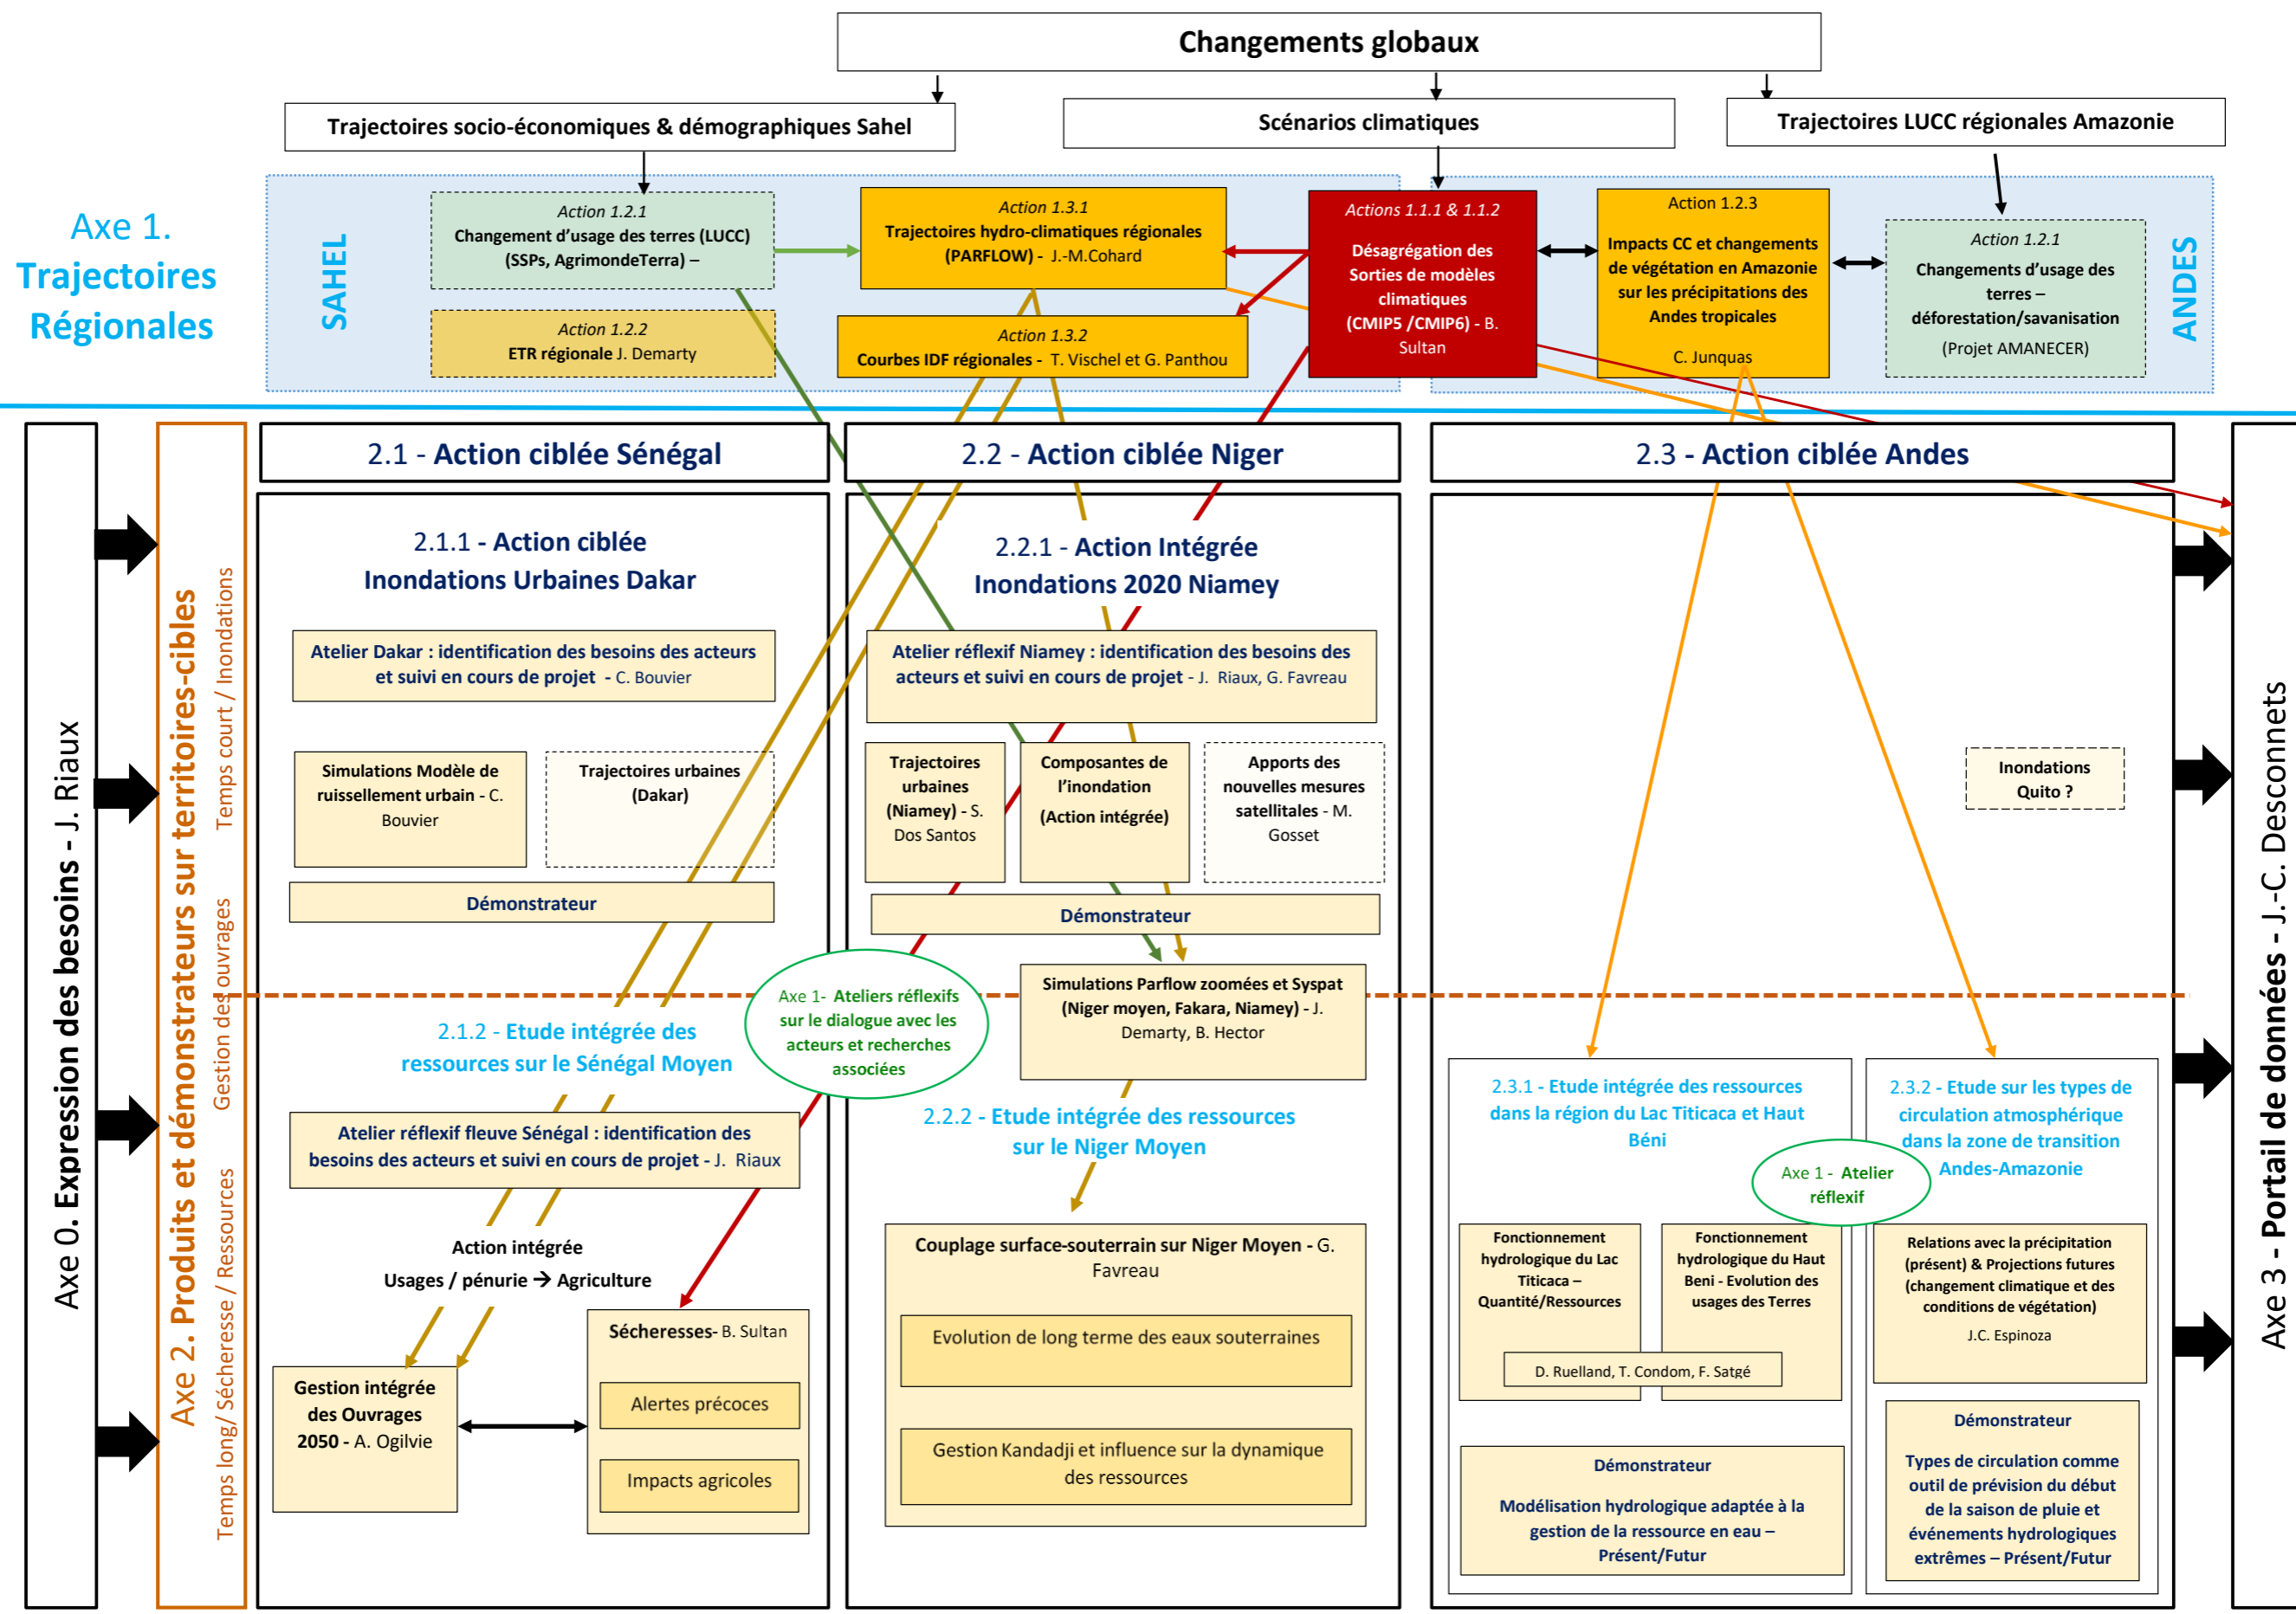 Changements globaux
Trajectoires socio-économiques & démographiques Sahel
Scénarios climatiques
Trajectoires LUCC régionales Amazonie
Axe 1.
Trajectoires
Régionales
SAHEL
Action 1.2.1
Changement d'usage des terres (LUCC)
(SSPs, AgrimondeTerra) –
Action 1.2.2
ETR régionale J. Demarty
Action 1.3.1
Trajectoires hydro-climatiques régionales
(PARFLOW) - J.-M.Cohard
Action 1.3.2
Courbes IDF régionales - T. Vischel et G. Panthou
Actions 1.1.1 & 1.1.2
Désagrégation des
Sorties de modèles
climatiques
(CMIP5 /CMIP6) - B.
Sultan
Action 1.2.3
Impacts CC et changements
de végétation en Amazonie
sur les précipitations des
Andes tropicales
C. Junquas
Action 1.2.1
Changements d'usage des
terres –
déforestation/savanisation
(Projet AMANECER)
ANDES
Axe 0. Expression des besoins - J. Riaux
Axe 2. Produits et démonstrateurs sur territoires-cibles
Temps court / Inondations
Gestion des ouvrages
Temps long/ Sécheresse / Ressources
2.1 - Action ciblée Sénégal
2.1.1 - Action ciblée
Inondations Urbaines Dakar
Atelier Dakar : identification des besoins des acteurs
et suivi en cours de projet - C. Bouvier
Simulations Modèle de
ruissellement urbain - C.
Bouvier
Trajectoires urbaines
(Dakar)
Démonstrateur
2.1.2 - Etude intégrée des
ressources sur le Sénégal Moyen
Atelier réflexif fleuve Sénégal : identification des
besoins des acteurs et suivi en cours de projet - J. Riaux
Action intégrée
Usages / pénurie → Agriculture
Gestion intégrée
des Ouvrages
2050 - A. Ogilvie
Sécheresses- B. Sultan
Alertes précoces
Impacts agricoles
Axe 1- Ateliers réflexifs
sur le dialogue avec les
acteurs et recherches
associées
2.2 - Action ciblée Niger
2.2.1 - Action Intégrée
Inondations 2020 Niamey
Atelier réflexif Niamey : identification des besoins des
acteurs et suivi en cours de projet - J. Riaux, G. Favreau
Trajectoires
urbaines
(Niamey) - S.
Dos Santos
Composantes de
l'inondation
(Action intégrée)
Apports des
nouvelles mesures
satellitales - M.
Gosset
Démonstrateur
Simulations Parflow zoomées et Syspat
(Niger moyen, Fakara, Niamey) - J.
Demarty, B. Hector
2.2.2 - Etude intégrée des ressources
sur le Niger Moyen
Couplage surface-souterrain sur Niger Moyen - G.
Favreau
Evolution de long terme des eaux souterraines
Gestion Kandadji et influence sur la dynamique
des ressources
2.3 - Action ciblée Andes
Inondations
Quito ?
2.3.1 - Etude intégrée des ressources
dans la région du Lac Titicaca et Haut
Béni
2.3.2 - Etude sur les types de
circulation atmosphérique
dans la zone de transition
Andes-Amazonie
Axe 1 - Atelier
réflexif
Fonctionnement
hydrologique du Lac
Titicaca –
Quantité/Ressources
Fonctionnement
hydrologique du Haut
Beni - Evolution des
usages des Terres
D. Ruelland, T. Condom, F. Satgé
Relations avec la précipitation
(présent) & Projections futures
(changement climatique et des
conditions de végétation)
J.C. Espinoza
Démonstrateur
Modélisation hydrologique adaptée à la
gestion de la ressource en eau –
Présent/Futur
Démonstrateur
Types de circulation comme
outil de prévision du début
de la saison de pluie et
événements hydrologiques
extrêmes – Présent/Futur
Axe 3 - Portail de données - J.-C. Desconnets